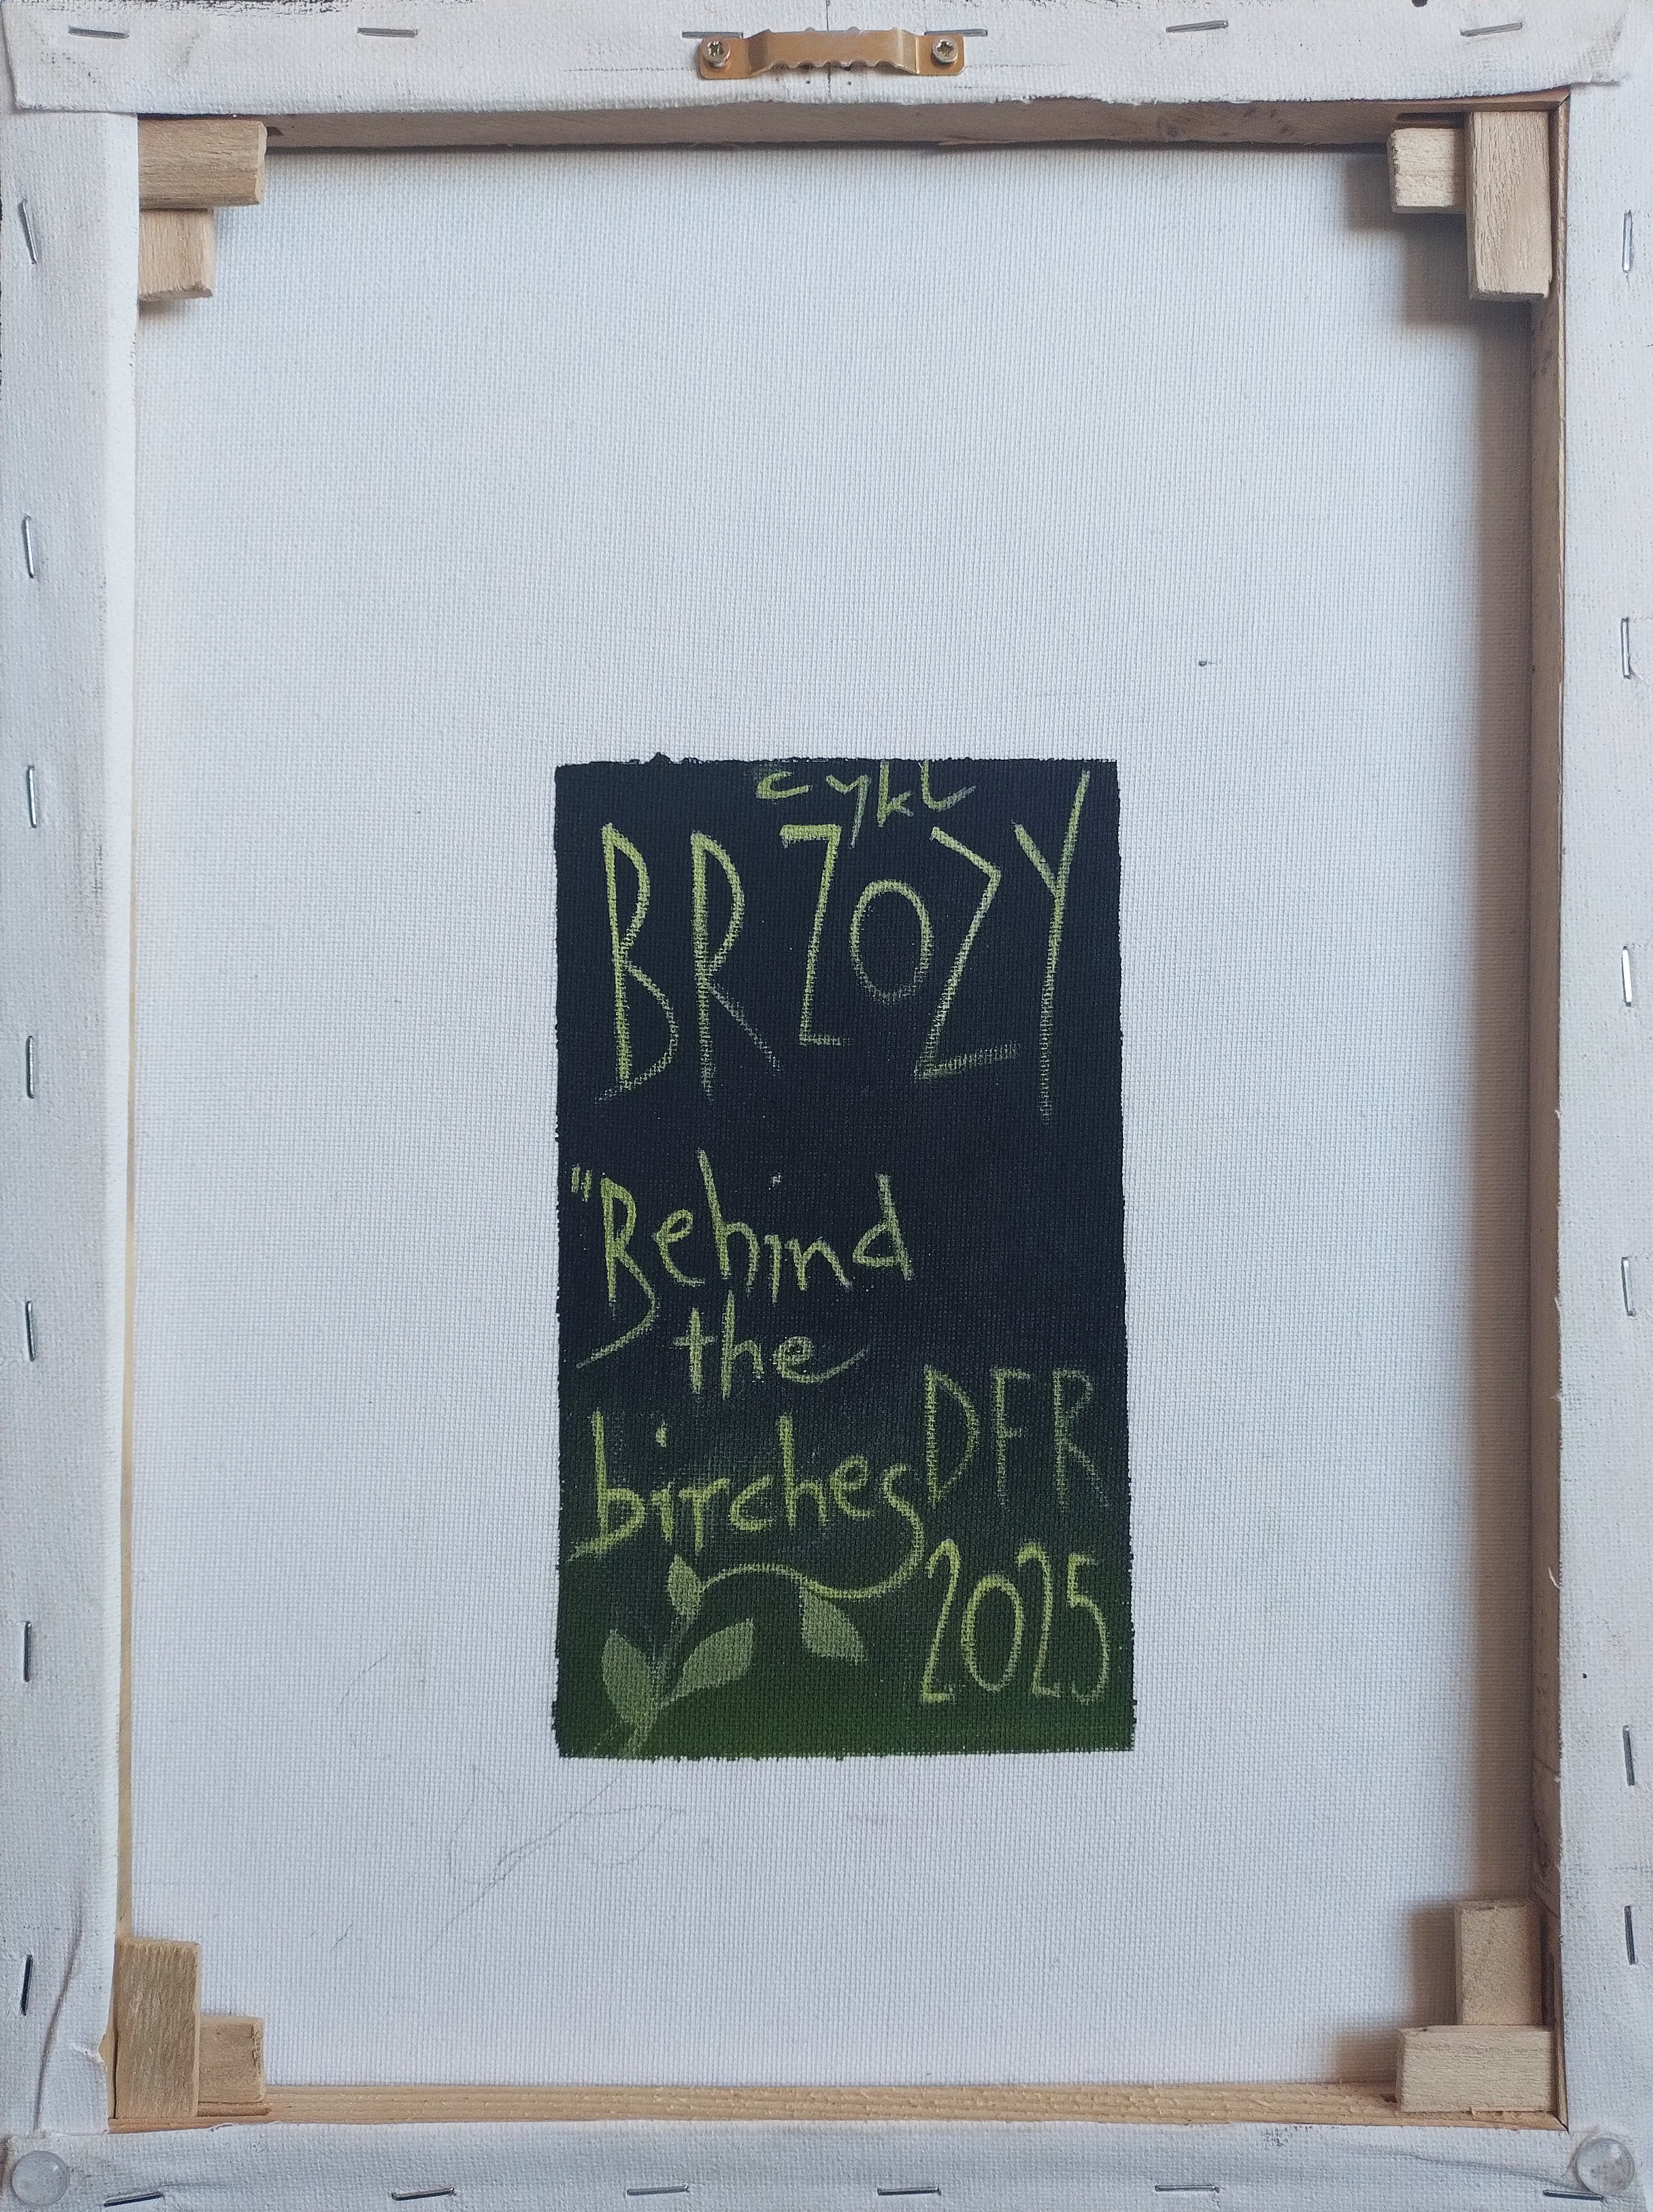 cykl
BRZOZY
"Behind
the
birches
DFR
2025